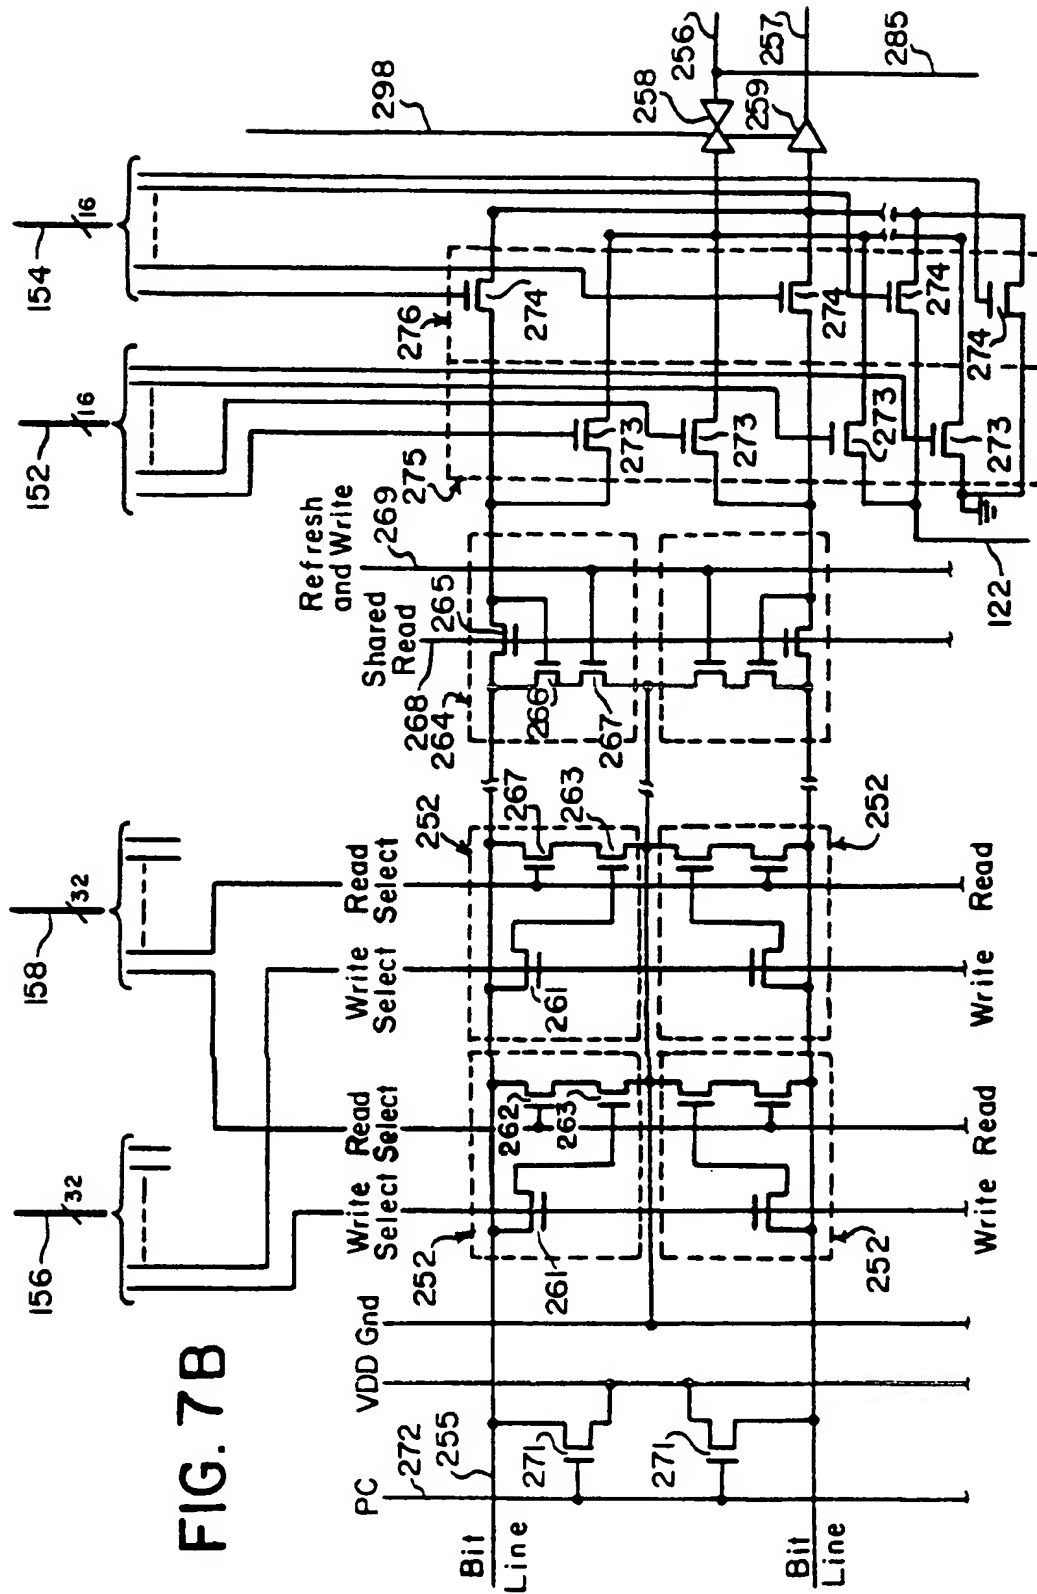 FIG. 7B
156
32
158
32
152
16
154
16
298
PC
272
255
VDD
Gnd
Write
Select
Read
Select
Write
Select
Read
Select
Shared
Read
Refresh
and Write
268
264
265
269
275
276
252
261
262
263
252
261
267
263
266
267
271
271
273
273
273
273
274
274
274
274
258
259
256
257
285
252
252
122
Bit
Line
Bit
Line
Write
Read
Write
Read